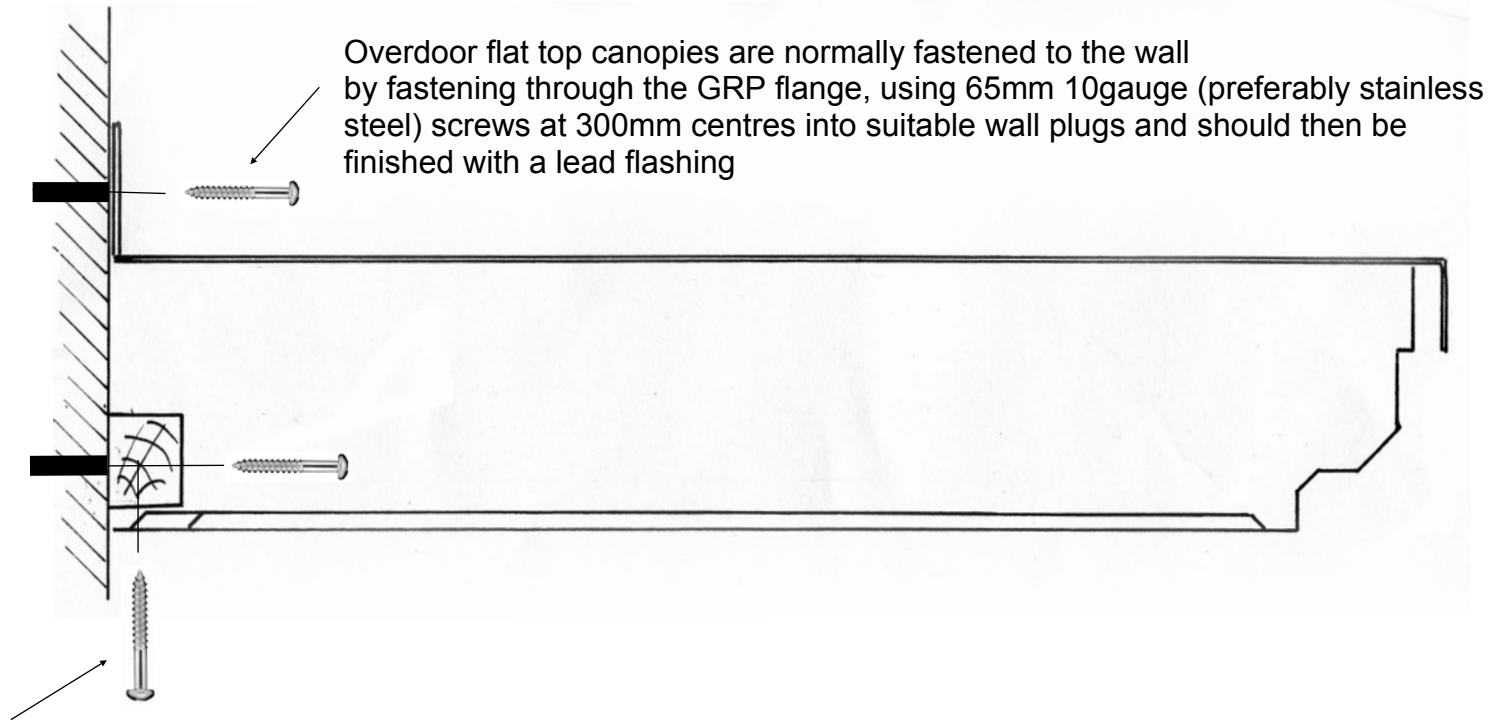 Overdoor flat top canopies are normally fastened to the wall
by fastening through the GRP flange, using 65mm 10gauge (preferably stainless
steel) screws at 300mm centres into suitable wall plugs and should then be
finished with a lead flashing